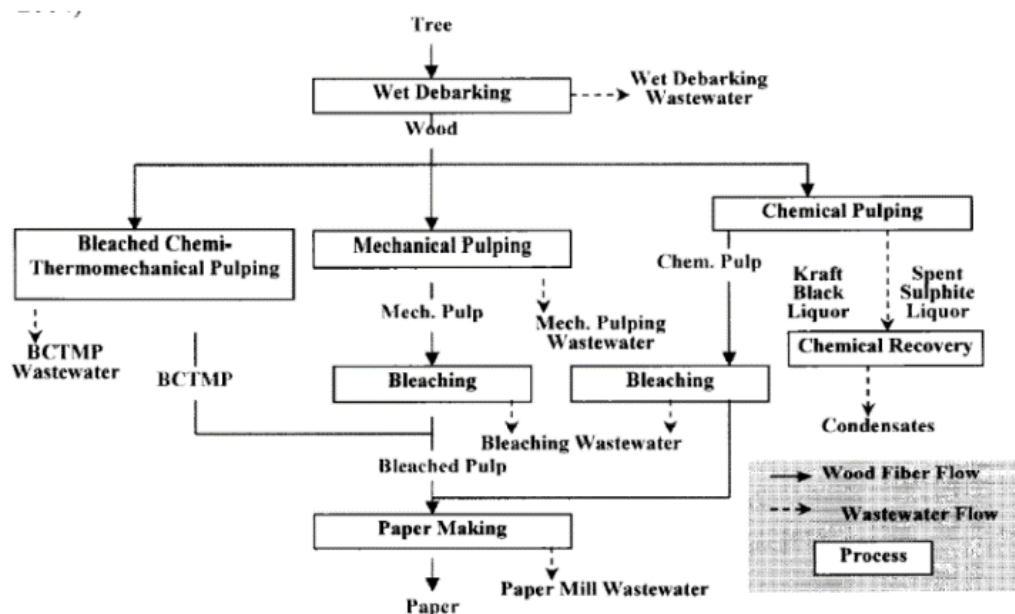 Tree
Wet Debarking
Wet Debarking
Wastewater
Wood
Chemical Pulping
Bleached Chemi-
Thermomechanical Pulping
Mechanical Pulping
Chem. Pulp
Kraft
Black
Liquor
Spent
Sulphite
Liquor
Mech. Pulp
Mech. Pulping
Wastewater
Chemical Recovery
BCTMP
Wastewater
BCTMP
Bleaching
Bleaching
Condensates
Bleaching Wastewater
Bleached Pulp
Wood Fiber Flow
Wastewater Flow
Process
Paper Making
Paper Mill Wastewater
Paper